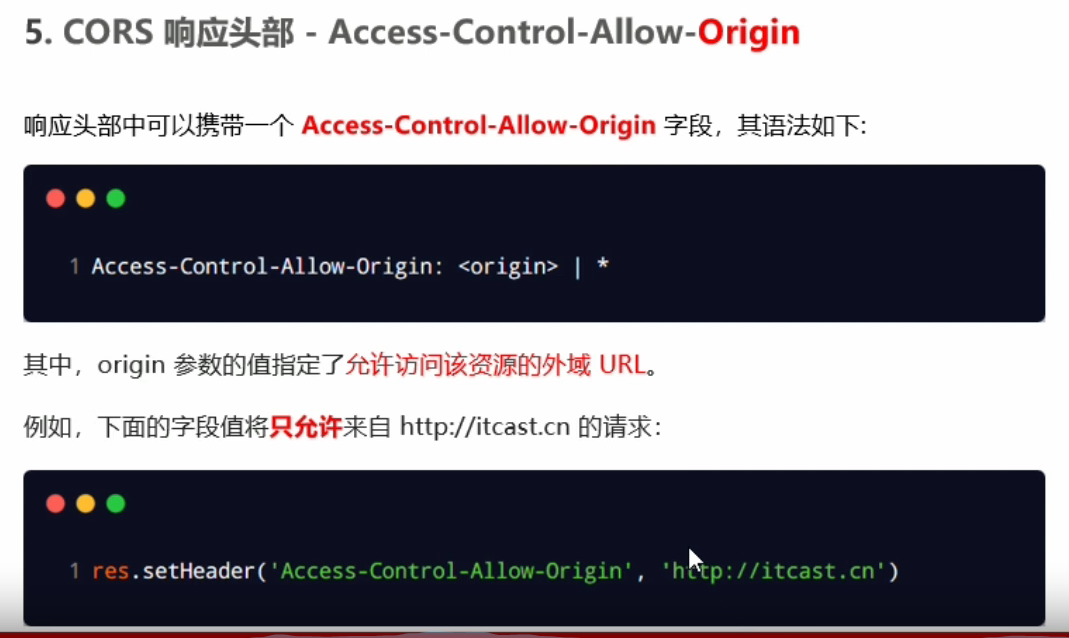 5. CORS 响应头部 - Access-Control-Allow-Origin
响应头部中可以携带一个 Access-Control-Allow-Origin 字段，其语法如下:
1 Access-Control-Allow-Origin: <origin> | *
其中，origin 参数的值指定了允许访问该资源的外域 URL。
例如，下面的字段值将只允许来自 http://itcast.cn 的请求：
1 res.setHeader('Access-Control-Allow-Origin', 'http://itcast.cn')